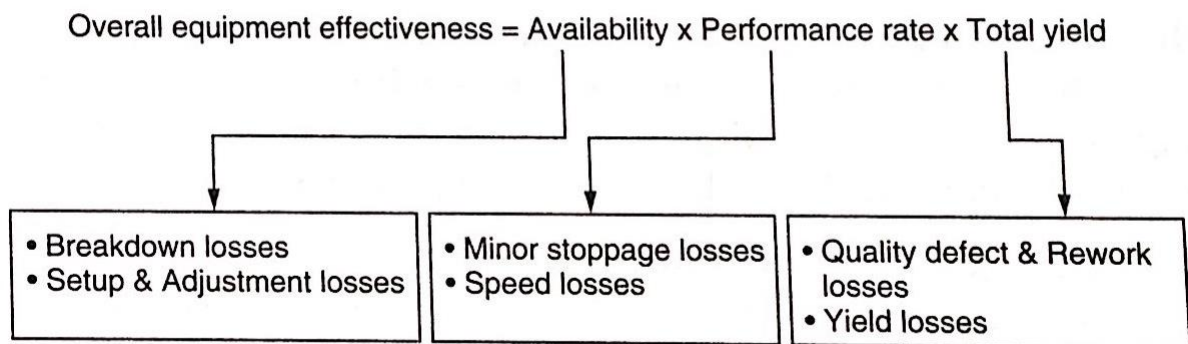 Overall equipment effectiveness = Availability x Performance rate x Total yield
• Breakdown losses
• Setup & Adjustment losses
• Minor stoppage losses
• Speed losses
• Quality defect & Rework
losses
• Yield losses